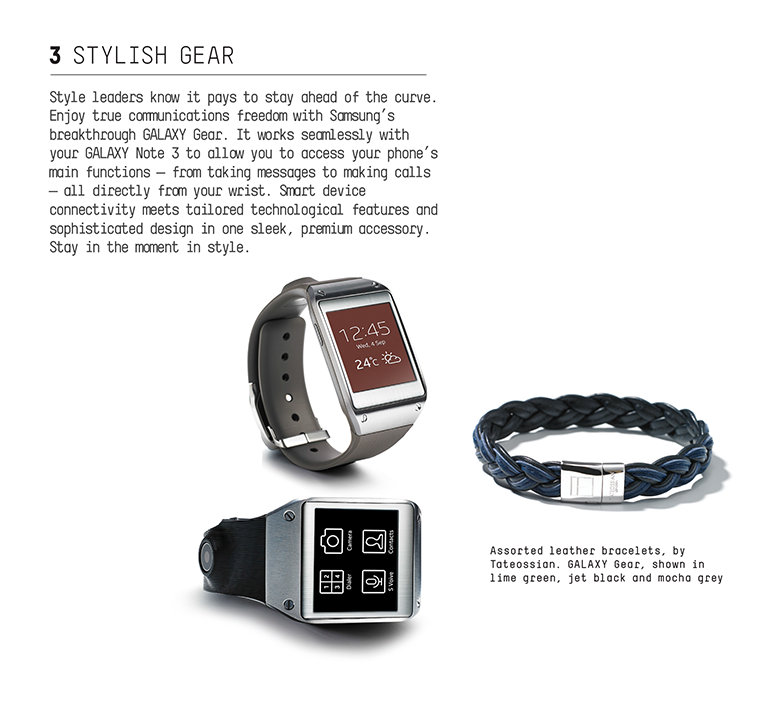 3 STYLISH GEAR
Style leaders know it pays to stay ahead of the curve.
Enjoy true communications freedom with Samsung's
breakthrough GALAXY Gear. It works seamlessly with
your GALAXY Note 3 to allow you to access your phone's
main functions — from taking messages to making calls
— all directly from your wrist. Smart device
connectivity meets tailored technological features and
sophisticated design in one sleek, premium accessory.
Stay in the moment in style.
12:45
Wed, 4 Sep
24°c
Camera
Contacts
1 2
3 4
Dialer
S Voice
Assorted leather bracelets, by
Tateossian. GALAXY Gear, shown in
lime green, jet black and mocha grey